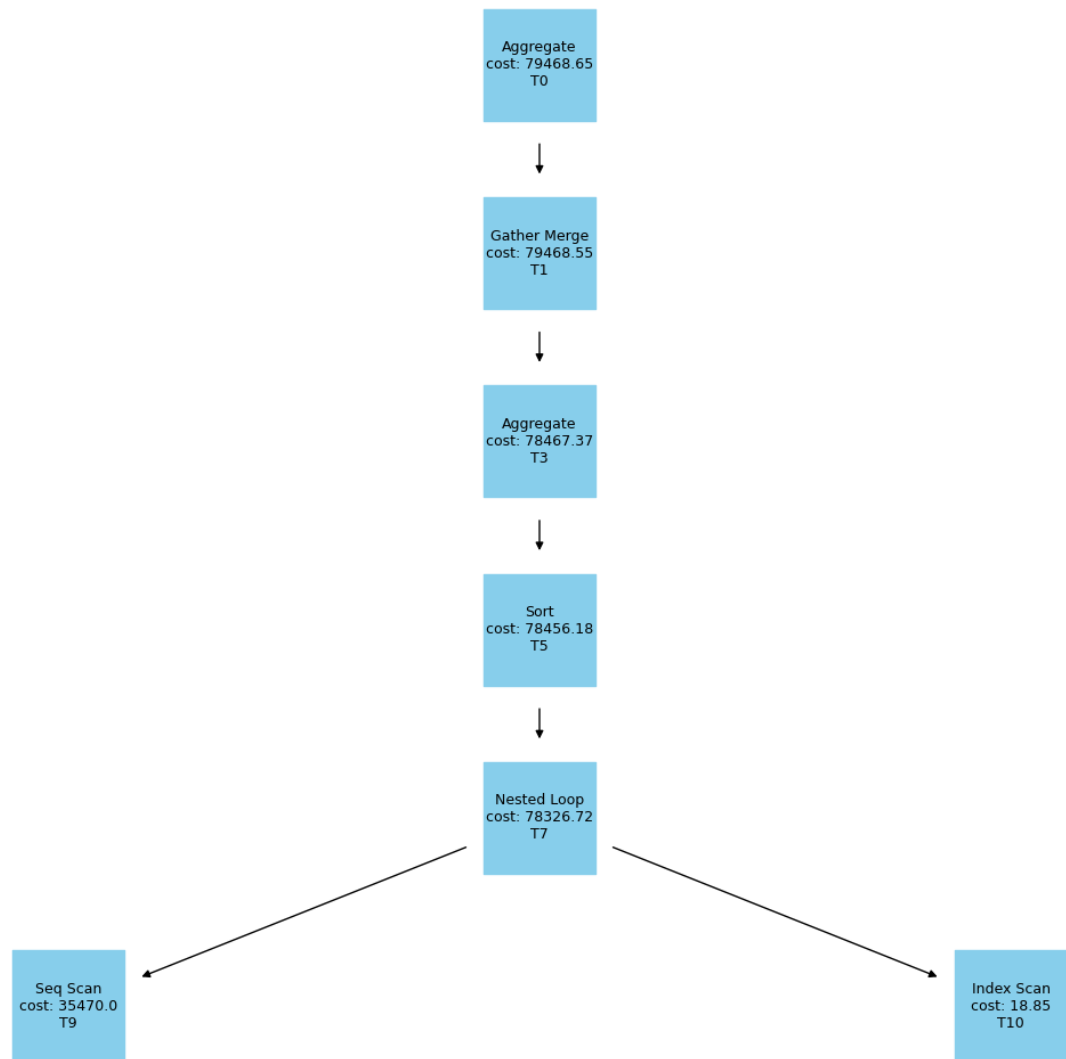 Aggregate
cost: 79468.65
T0
Gather Merge
cost: 79468.55
T1
Aggregate
cost: 78467.37
T3
Sort
cost: 78456.18
T5
Nested Loop
cost: 78326.72
T7
Seq Scan
cost: 35470.0
T9
Index Scan
cost: 18.85
T10